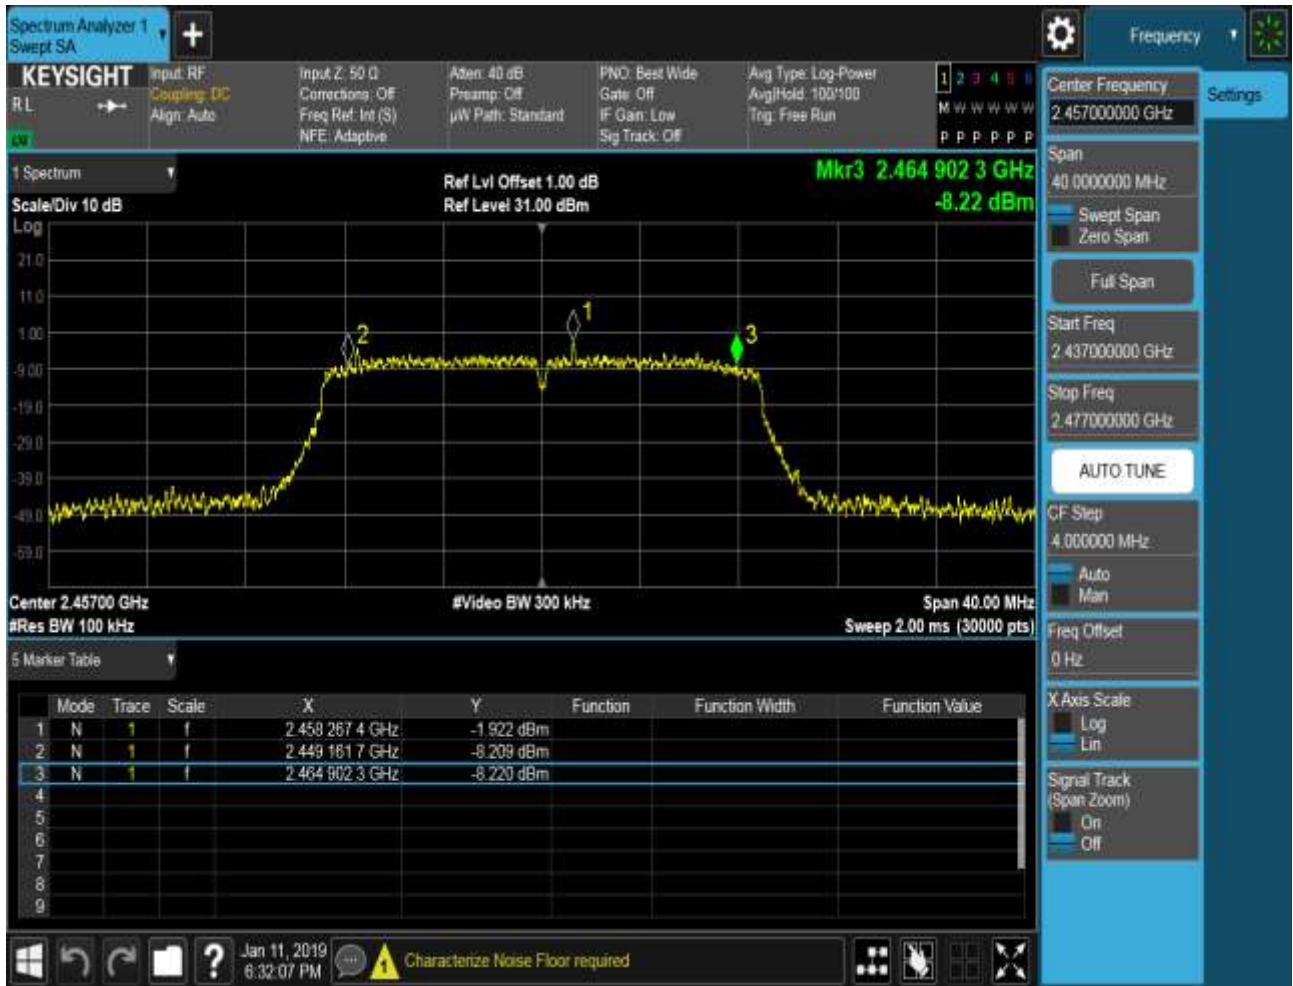 Spectrum Analyzer 1
Swept SA
Frequency
KEYSIGHT
RL
LXI
Input: RF
Coupling: DC
Align: Auto
Input Z: 50 Ω
Corrections: Off
Freq Ref: Int (S)
NFE: Adaptive
Atten: 40 dB
Preamp: Off
µW Path: Standard
PNO: Best Wide
Gate: Off
IF Gain: Low
Sig Track: Off
Avg Type: Log-Power
Avg|Hold: 100/100
Trig: Free Run
1 2 3 4 5 6
M W W W W W
P P P P P P
1 Spectrum
Scale/Div 10 dB
Ref Lvl Offset 1.00 dB
Ref Level 31.00 dBm
Mkr3 2.464 902 3 GHz
-8.22 dBm
Log
21.0
11.0
1.00
-9.00
-19.0
-29.0
-39.0
-49.0
-59.0
2
1
3
Center 2.45700 GHz
#Video BW 300 kHz
Span 40.00 MHz
#Res BW 100 kHz
Sweep 2.00 ms (30000 pts)
5 Marker Table
Mode Trace Scale X Y Function Function Width Function Value
1 N 1 f 2.458 267 4 GHz -1.922 dBm
2 N 1 f 2.449 161 7 GHz -8.209 dBm
3 N 1 f 2.464 902 3 GHz -8.220 dBm
4
5
6
7
8
9
Center Frequency
2.457000000 GHz
Settings
Span
40.0000000 MHz
Swept Span
Zero Span
Full Span
Start Freq
2.437000000 GHz
Stop Freq
2.477000000 GHz
AUTO TUNE
CF Step
4.000000 MHz
Auto
Man
Freq Offset
0 Hz
X Axis Scale
Log
Lin
Signal Track
(Span Zoom)
On
Off
?
Jan 11, 2019
6:32:07 PM
1
Characterize Noise Floor required